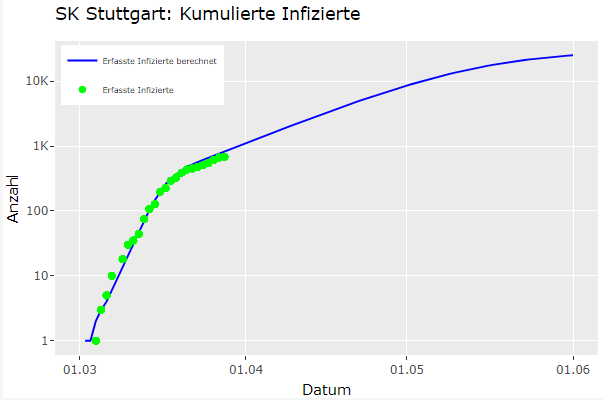 SK Stuttgart: Kumulierte Infizierte
Erfasste Infizierte berechnet
Erfasste Infizierte
10K
1K
100
10
1
Anzahl
01.03 01.04 01.05 01.06
Datum